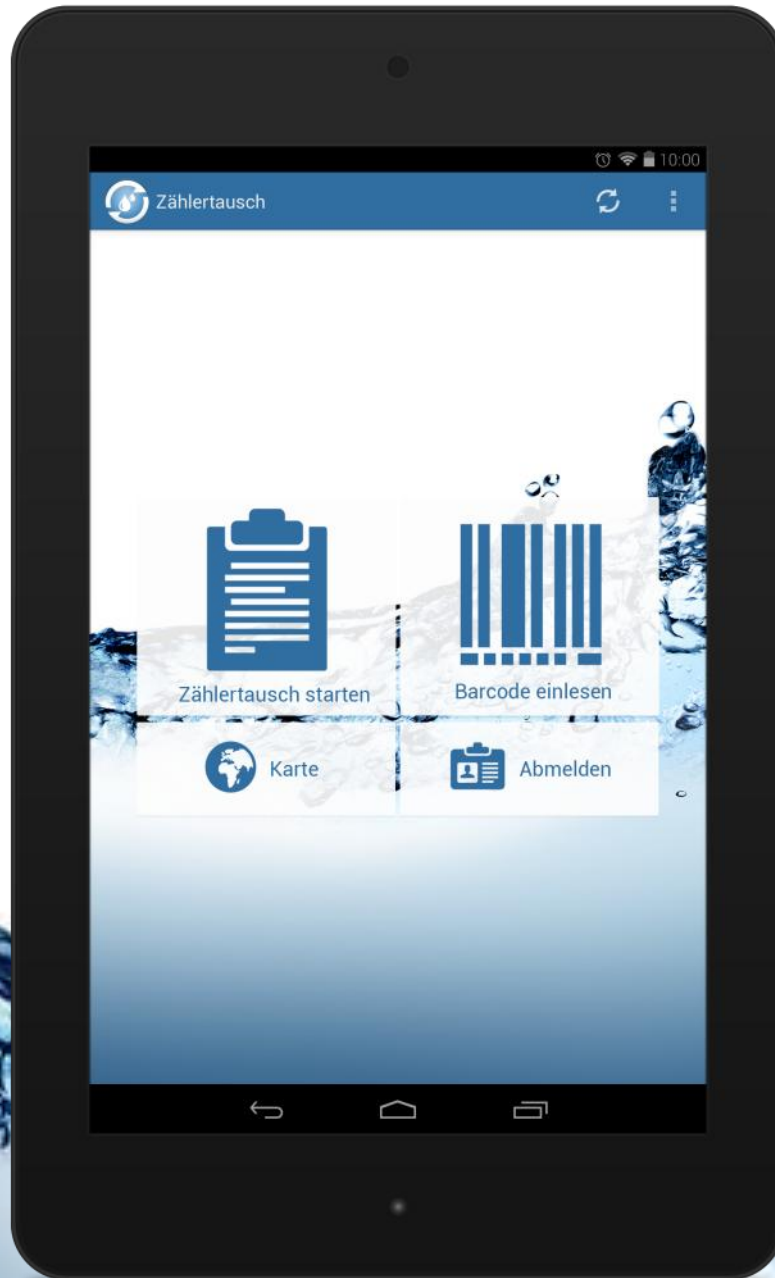 10:00
Zählertausch
Zählertausch starten
Barcode einlesen
Karte
Abmelden